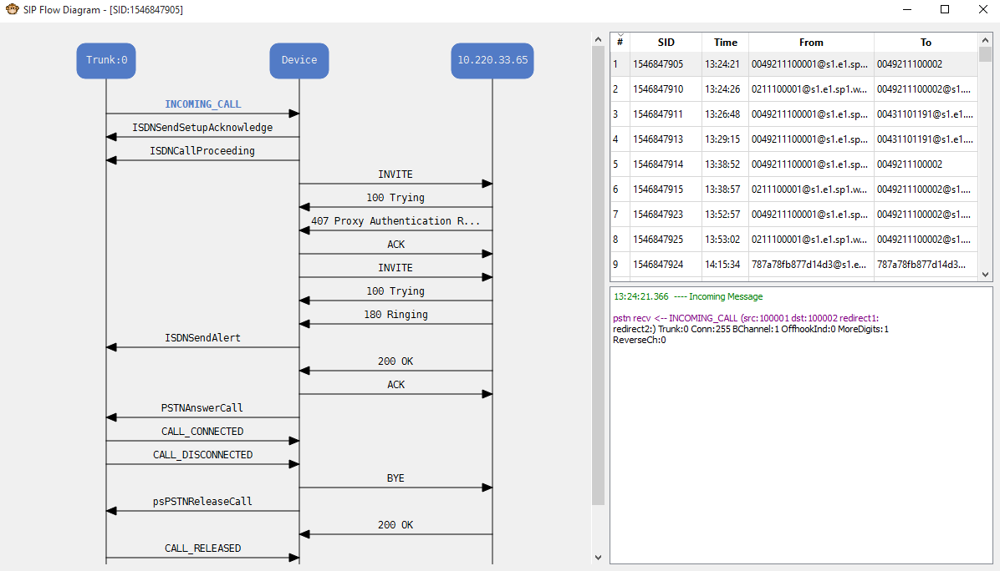 SIP Flow Diagram - [SID:1546847905]
Trunk:0 Device 10.220.33.65
INCOMING_CALL
ISDNSendSetupAcknowledge
ISDNCallProceeding
INVITE
100 Trying
407 Proxy Authentication R...
ACK
INVITE
100 Trying
180 Ringing
ISDNSendAlert
200 OK
ACK
PSTNAnswerCall
CALL_CONNECTED
CALL_DISCONNECTED
BYE
psPSTNReleaseCall
200 OK
CALL_RELEASED
# SID Time From To
1 1546847905 13:24:21 0049211100001@s1.e1.sp... 0049211100002
2 1546847910 13:24:26 0211100001@s1.e1.sp1.w... 0049211100002@s1....
3 1546847911 13:26:48 0049211100001@s1.e1.sp... 00431101191@s1.e1....
4 1546847913 13:29:15 0049211100001@s1.e1.sp... 00431101191@s1.e1....
5 1546847914 13:38:52 0049211100001@s1.e1.sp... 0049211100002
6 1546847915 13:38:57 0211100001@s1.e1.sp1.w... 0049211100002@s1....
7 1546847923 13:52:57 0049211100001@s1.e1.sp... 0049211100002@s1....
8 1546847925 13:53:02 0211100001@s1.e1.sp1.w... 0049211100002@s1....
9 1546847924 14:15:34 787a78fb877d14d3@s1.e... 787a78fb877d14d3...
13:24:21.366 ---- Incoming Message
pstn recv <-- INCOMING_CALL (src:100001 dst:100002 redirect1:
redirect2:) Trunk:0 Conn:255 BChannel:1 OffhookInd:0 MoreDigits:1
ReverseCh:0